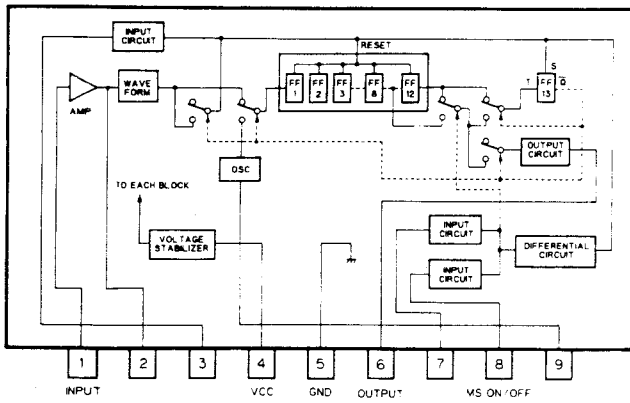 INPUT
CIRCUIT
RESET
S
AMP
WAVE
FORM
FF
1
FF
2
FF
3
FF
8
FF
12
T
FF
13
Q
OSC
OUTPUT
CIRCUIT
TO EACH BLOCK
VOLTAGE
STABILIZER
INPUT
CIRCUIT
INPUT
CIRCUIT
DIFFERENTIAL
CIRCUIT
1 2 3 4 5 6 7 8 9
INPUT VCC GND OUTPUT MS ON/OFF